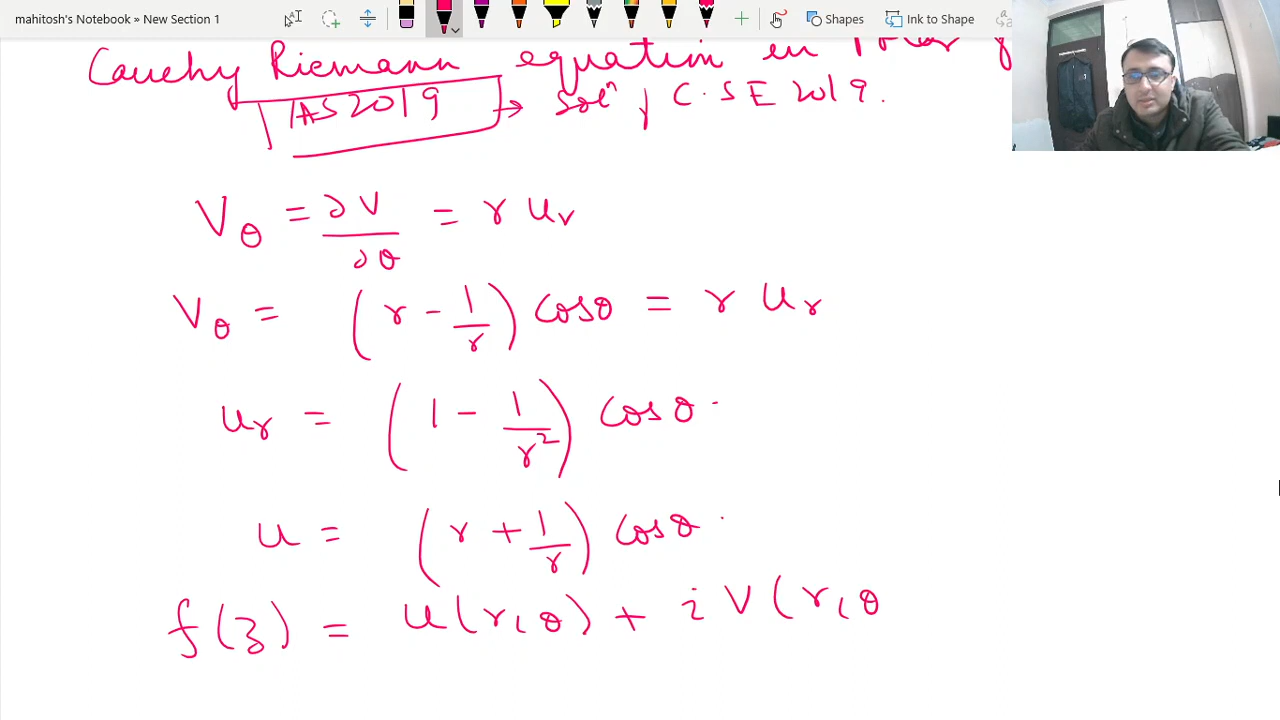 mahitosh's Notebook » New Section 1 Shapes Ink to Shape
Cauchy Riemann equation in
IAS 2019 → Solⁿ of C.S E 2019.
V_θ = ∂V/∂θ = r u_r
V_θ = (r - 1/r) cosθ = r u_r
u_r = (1 - 1/r²) cosθ.
u = (r + 1/r) cosθ.
f(z) = u(r,θ) + i V(r,θ